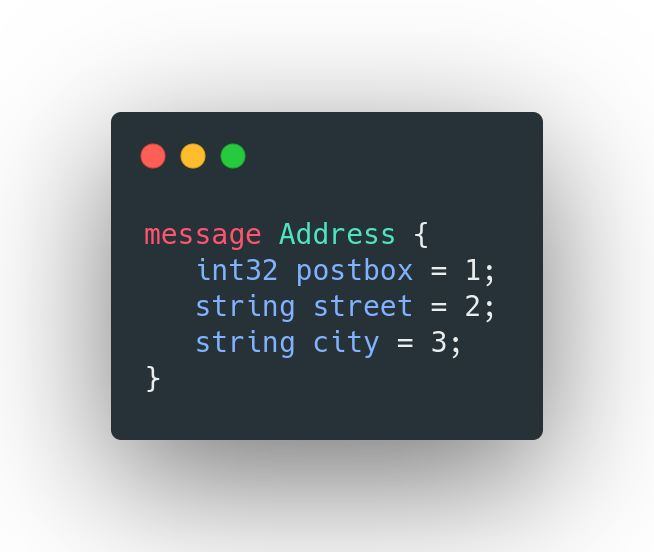 message Address {
   int32 postbox = 1;
   string street = 2;
   string city = 3;
}